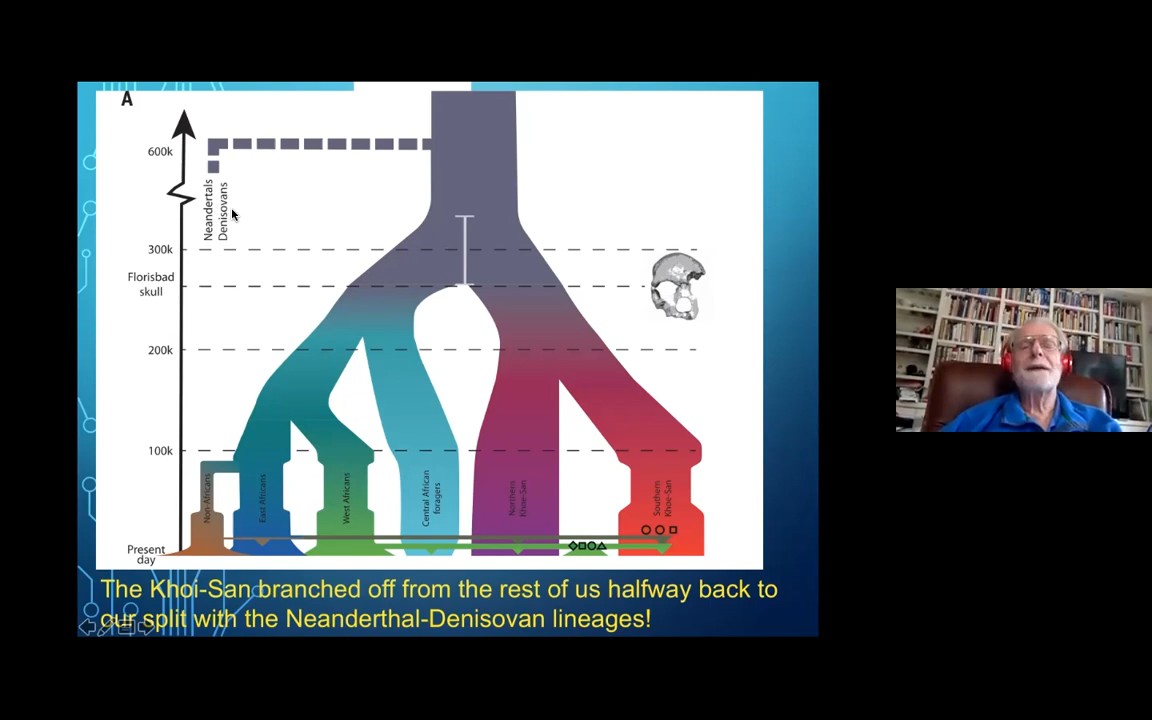 A
600k
Neandertals
Denisovans
300k
Florisbad
skull
200k
100k
Non-Africans
East Africans
West Africans
Central African
foragers
Northern
Khoe-San
Southern
Khoe-San
Present
day
The Khoi-San branched off from the rest of us halfway back to
our split with the Neanderthal-Denisovan lineages!